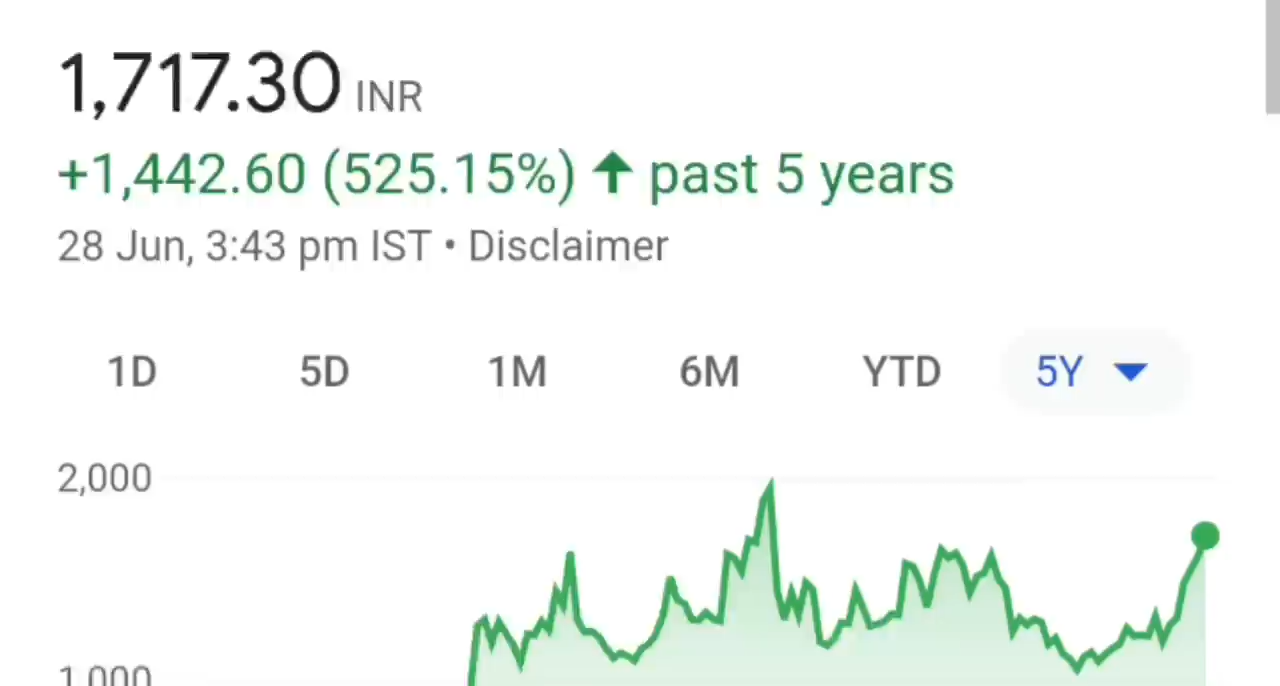 1,717.30 INR
+1,442.60 (525.15%) ↑ past 5 years
28 Jun, 3:43 pm IST • Disclaimer
1D 5D 1M 6M YTD 5Y
2,000
1,000